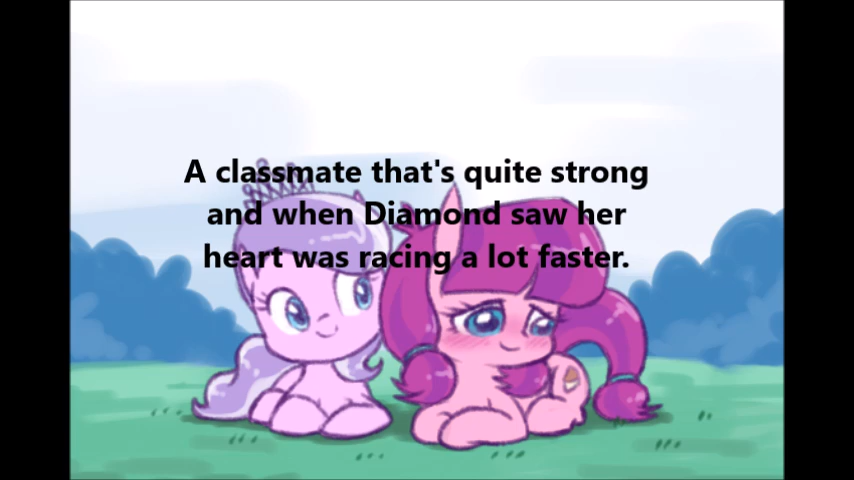 A classmate that's quite strong
and when Diamond saw her
heart was racing a lot faster.